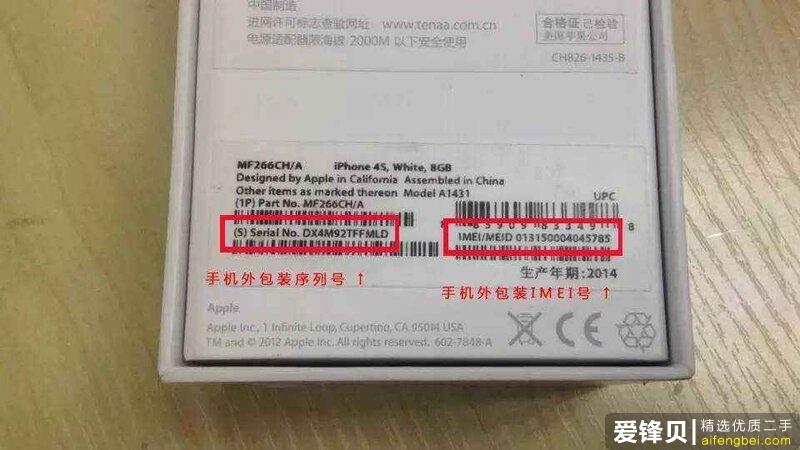 中国制造
进网许可标志查验网址 www.tenaa.com.cn
电源适配器限海拔 2000M 以下安全使用
合格证 已检验
美国苹果公司
CH826-1435-B
MF266CH/A iPhone 4S, White, 8GB
Designed by Apple in California Assembled in China
Other items as marked thereon Model A1431
(1P) Part No. MF266CH/A
UPC
(S) Serial No. DX4M92TFFMLD
IMEI/MEID 013150004045785
手机外包装序列号 ↑
生产年期:2014
手机外包装IMEI号 ↑
Apple
Apple Inc., 1 Infinite Loop, Cupertino, CA 95014 USA
TM and © 2012 Apple Inc. All rights reserved. 602-7848-A
爱锋贝 精选优质二手
aifengbei.com